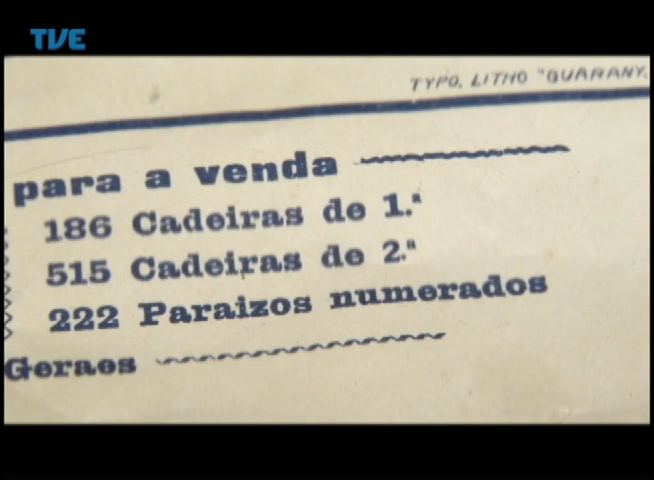 TVE
TYPO. LITHO "GUARANY.
para a venda
186 Cadeiras de 1.ª
515 Cadeiras de 2.ª
222 Paraizos numerados
Geraes